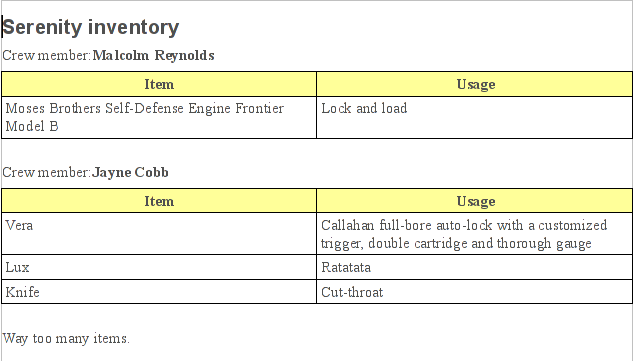 Serenity inventory
Crew member:Malcolm Reynolds
Item Usage
Moses Brothers Self-Defense Engine Frontier Lock and load
Model B
Crew member:Jayne Cobb
Item Usage
Vera Callahan full-bore auto-lock with a customized
trigger, double cartridge and thorough gauge
Lux Ratatata
Knife Cut-throat
Way too many items.